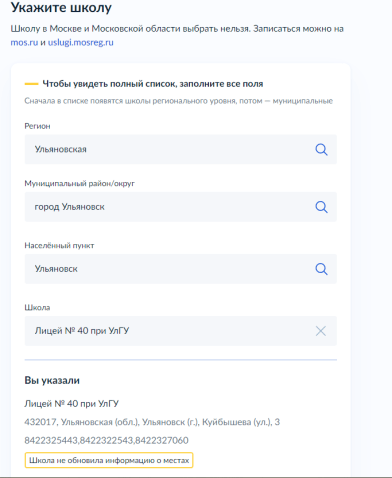 Укажите школу
Школу в Москве и Московской области выбрать нельзя. Записаться можно на
mos.ru и uslugi.mosreg.ru
Чтобы увидеть полный список, заполните все поля
Сначала в списке появятся школы регионального уровня, потом — муниципальные
Регион
Ульяновская
Муниципальный район/округ
город Ульяновск
Населённый пункт
Ульяновск
Школа
Лицей № 40 при УлГУ
Вы указали
Лицей № 40 при УлГУ
432017, Ульяновская (обл.), Ульяновск (г.), Куйбышева (ул.), 3
8422325443,8422322543,8422327060
Школа не обновила информацию о местах